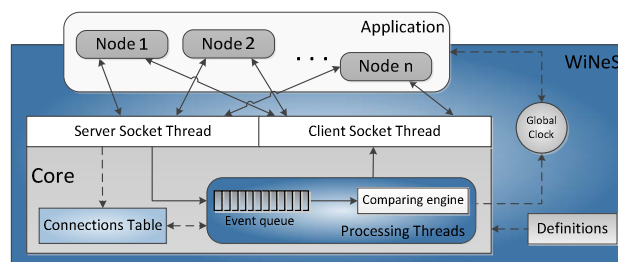 Application
Node 1
Node 2
. . .
Node n
WiNeS
Server Socket Thread
Client Socket Thread
Global
Clock
Core
Event queue
Comparing engine
Connections Table
Processing Threads
Definitions